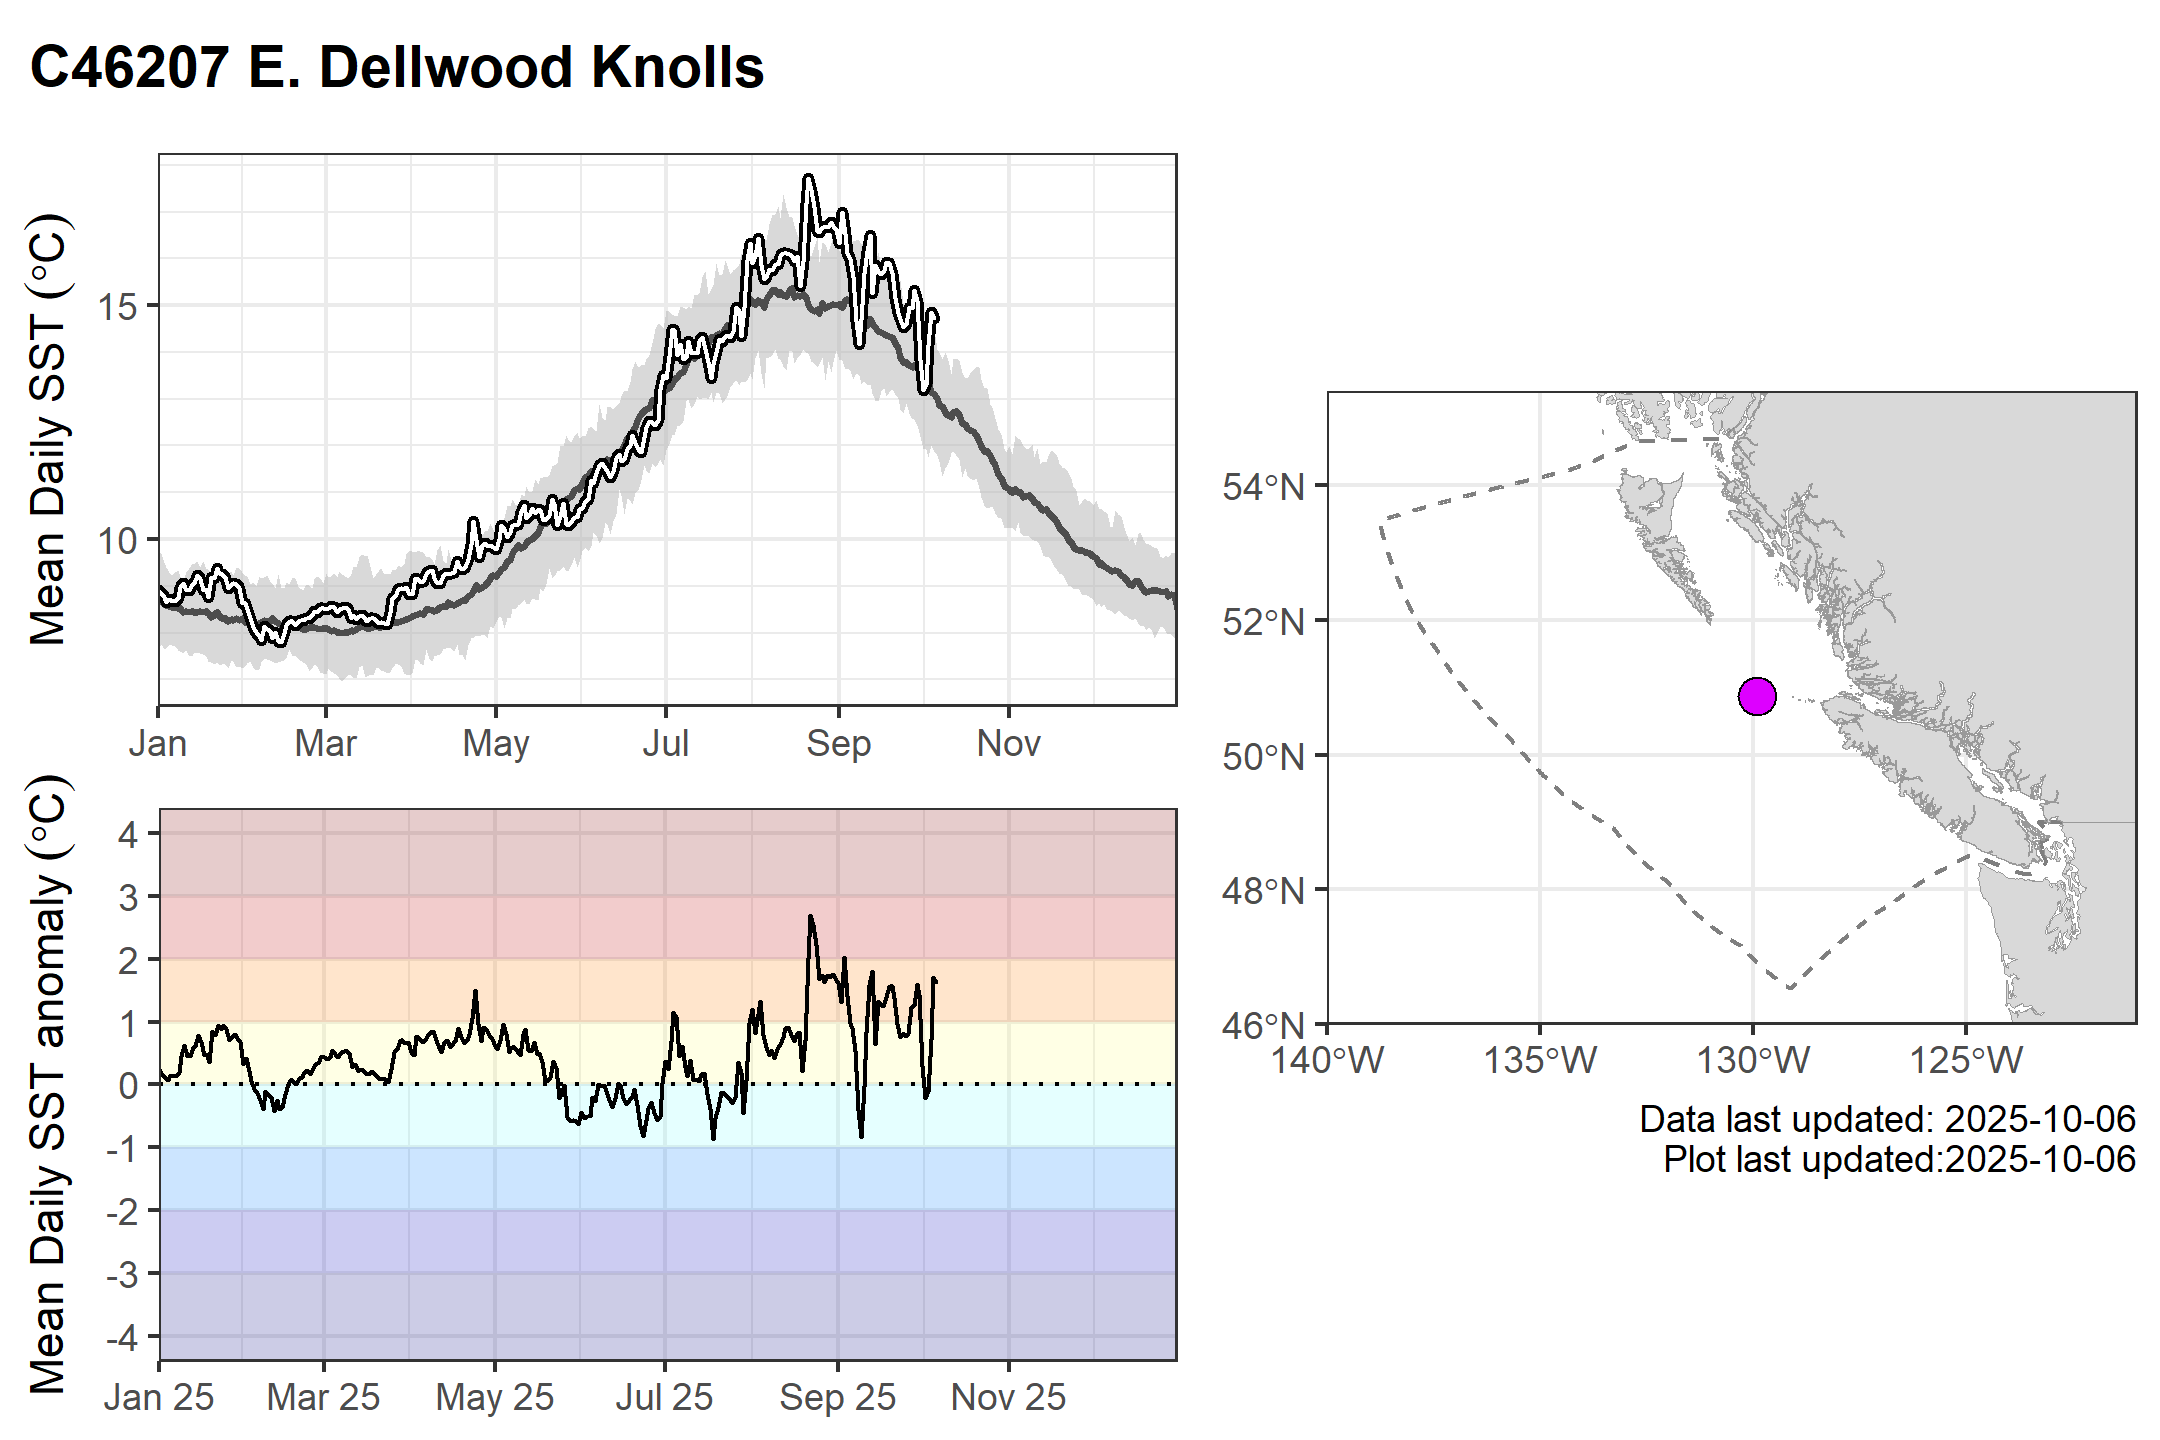 C46207 E. Dellwood Knolls
Mean Daily SST (°C)
15
10
Jan Mar May Jul Sep Nov
Mean Daily SST anomaly (°C)
4
3
2
1
0
-1
-2
-3
-4
Jan 25 Mar 25 May 25 Jul 25 Sep 25 Nov 25
54°N
52°N
50°N
48°N
46°N
140°W 135°W 130°W 125°W
Data last updated: 2025-10-06
Plot last updated:2025-10-06